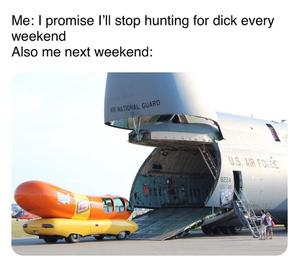 Me: I promise I'll stop hunting for dick every
weekend
Also me next weekend:
AIR NATIONAL GUARD
U.S. AIR FORCE